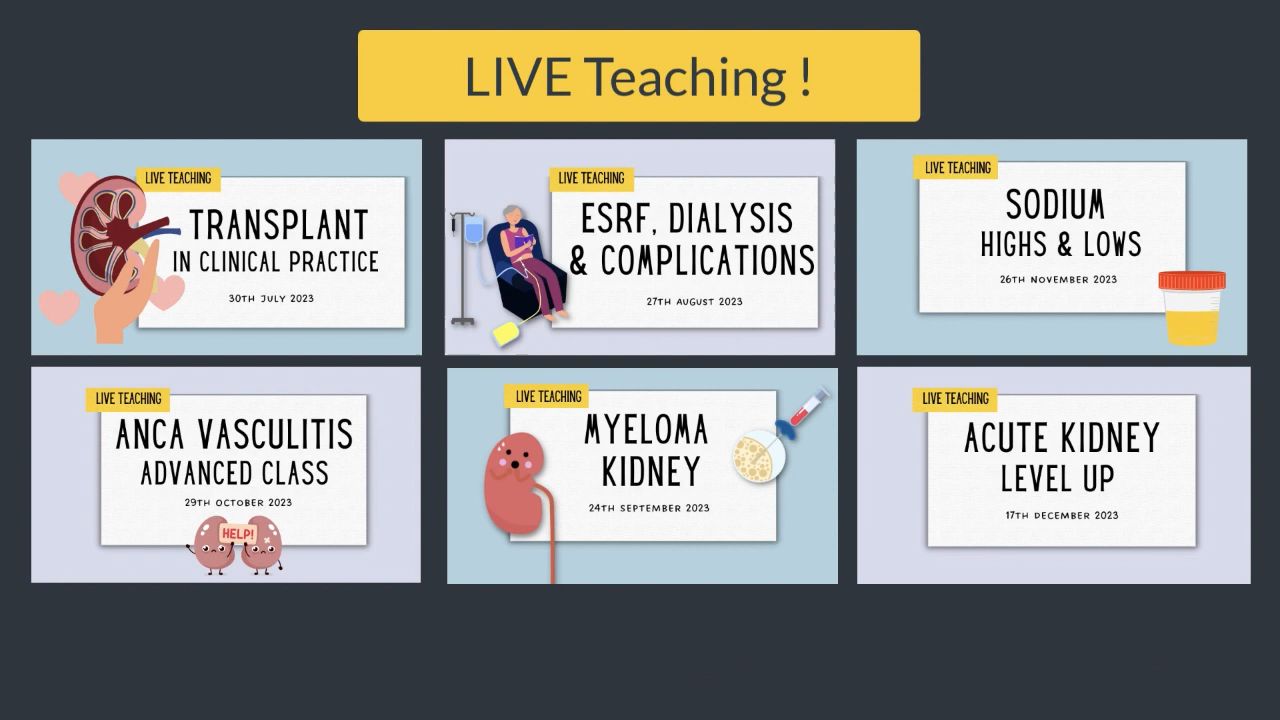 LIVE Teaching !
LIVE TEACHING
TRANSPLANT
IN CLINICAL PRACTICE
30TH JULY 2023
LIVE TEACHING
ESRF, DIALYSIS
& COMPLICATIONS
27TH AUGUST 2023
LIVE TEACHING
SODIUM
HIGHS & LOWS
26TH NOVEMBER 2023
LIVE TEACHING
ANCA VASCULITIS
ADVANCED CLASS
29TH OCTOBER 2023
HELP!
LIVE TEACHING
MYELOMA
KIDNEY
24TH SEPTEMBER 2023
LIVE TEACHING
ACUTE KIDNEY
LEVEL UP
17TH DECEMBER 2023